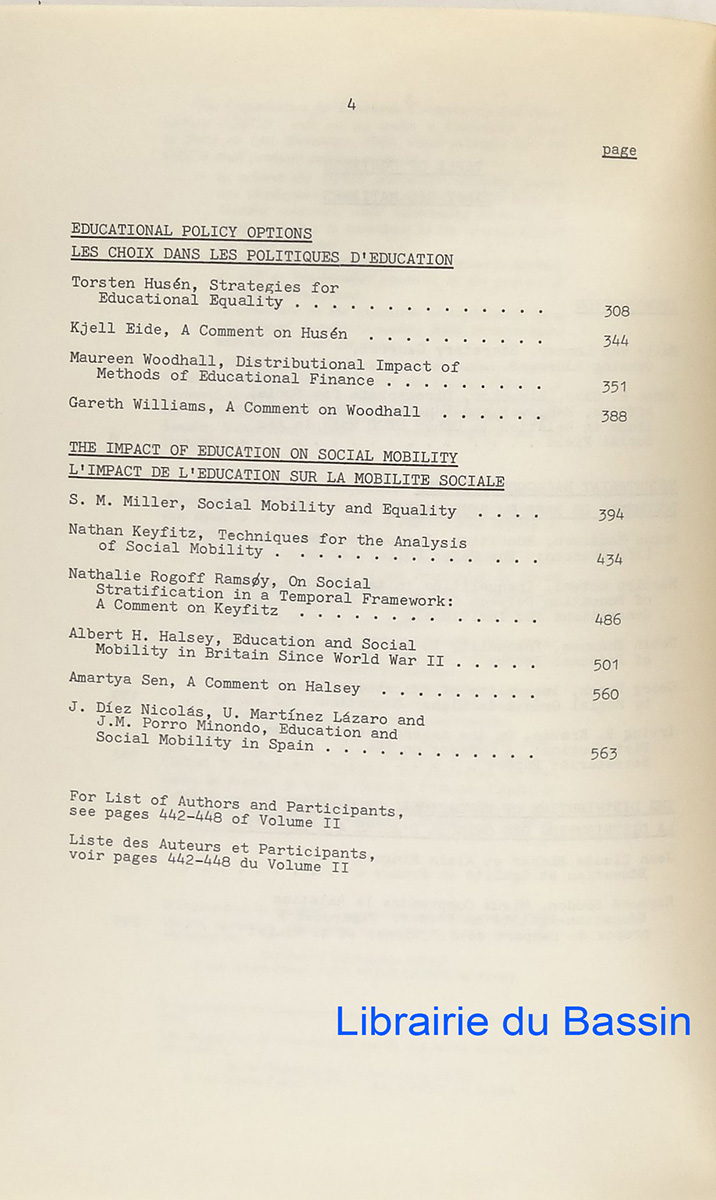 4
page
EDUCATIONAL POLICY OPTIONS
LES CHOIX DANS LES POLITIQUES D'EDUCATION
Torsten Husén, Strategies for
Educational Equality . . . . . . . . . . . . . . 308
Kjell Eide, A Comment on Husén . . . . . . . . . . 344
Maureen Woodhall, Distributional Impact of
Methods of Educational Finance . . . . . . . . . 351
Gareth Williams, A Comment on Woodhall . . . . . . 388
THE IMPACT OF EDUCATION ON SOCIAL MOBILITY
L'IMPACT DE L'EDUCATION SUR LA MOBILITE SOCIALE
S. M. Miller, Social Mobility and Equality . . . . 394
Nathan Keyfitz, Techniques for the Analysis
of Social Mobility . . . . . . . . . . . . . . 434
Nathalie Rogoff Ramsøy, On Social
Stratification in a Temporal Framework:
A Comment on Keyfitz . . . . . . . . . . . . . 486
Albert H. Halsey, Education and Social
Mobility in Britain Since World War II . . . . . 501
Amartya Sen, A Comment on Halsey . . . . . . . . . 560
J. Díez Nicolás, U. Martínez Lázaro and
J.M. Porro Minondo, Education and
Social Mobility in Spain . . . . . . . . . . . . 563
For List of Authors and Participants,
see pages 442-448 of Volume II
Liste des Auteurs et Participants,
voir pages 442-448 du Volume II
Librairie du Bassin